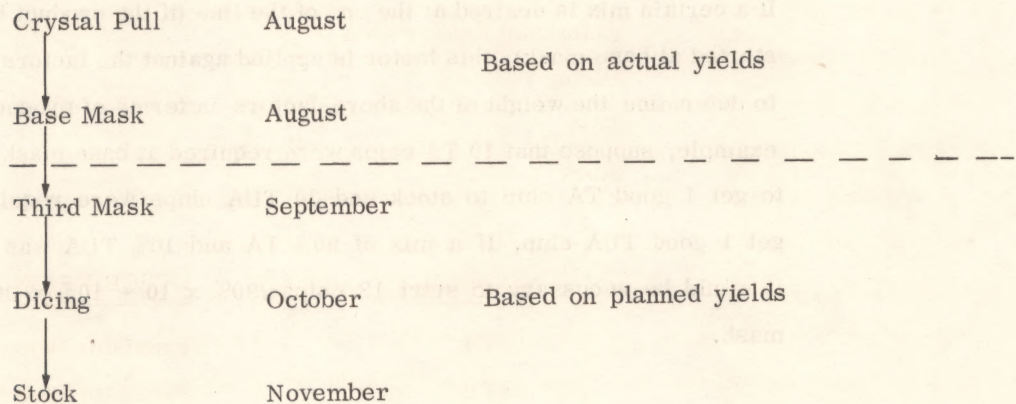 Crystal Pull August
Based on actual yields
Base Mask August
Third Mask September
Dicing October Based on planned yields
Stock November